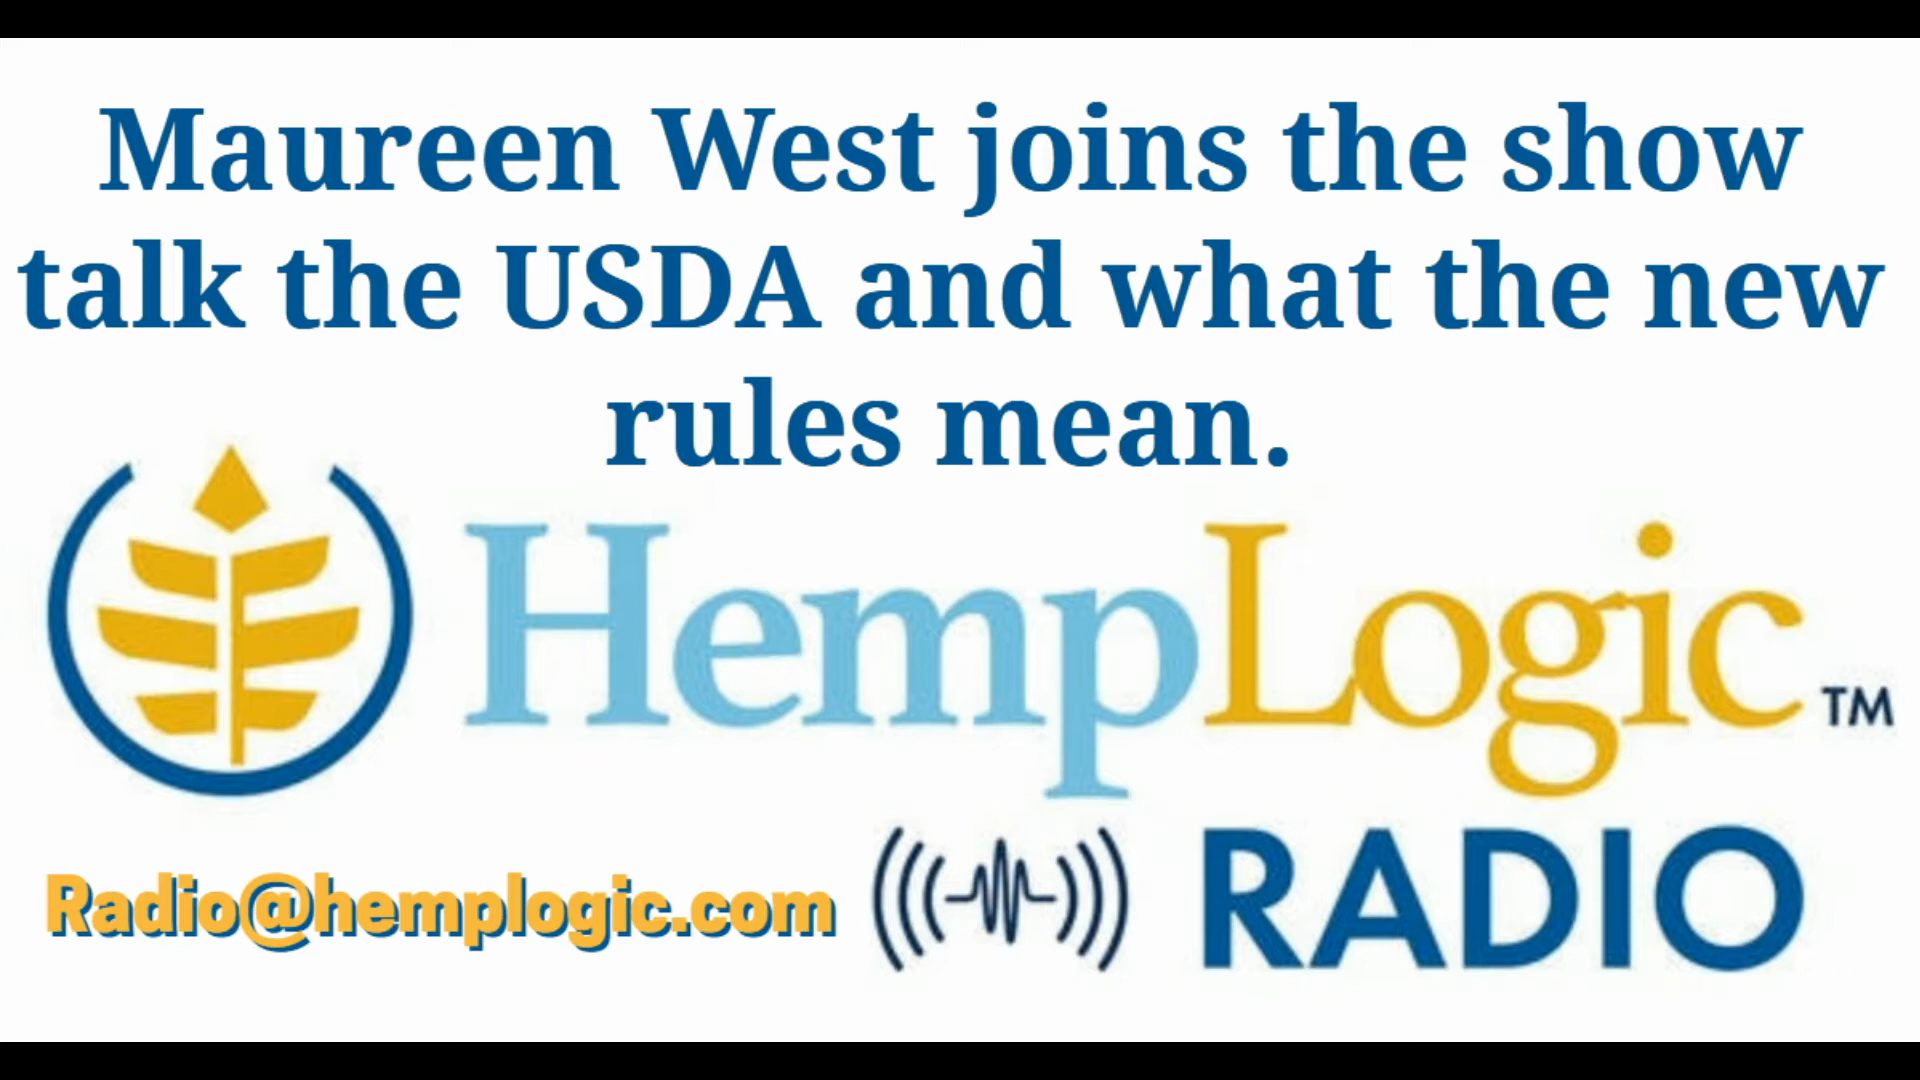 Maureen West joins the show
talk the USDA and what the new
rules mean.
HempLogic™
Radio@hemplogic.com
RADIO